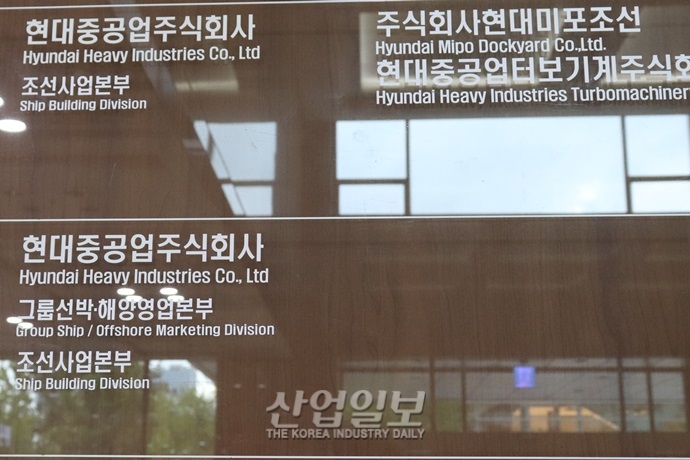 현대중공업주식회사
Hyundai Heavy Industries Co., Ltd
조선사업본부
Ship Building Division
주식회사현대미포조선
Hyundai Mipo Dockyard Co.,Ltd.
현대중공업터보기계주식회
Hyundai Heavy Industries Turbomachinery
현대중공업주식회사
Hyundai Heavy Industries Co., Ltd
그룹선박·해양영업본부
Group Ship / Offshore Marketing Division
조선사업본부
Ship Building Division
산업일보
THE KOREA INDUSTRY DAILY